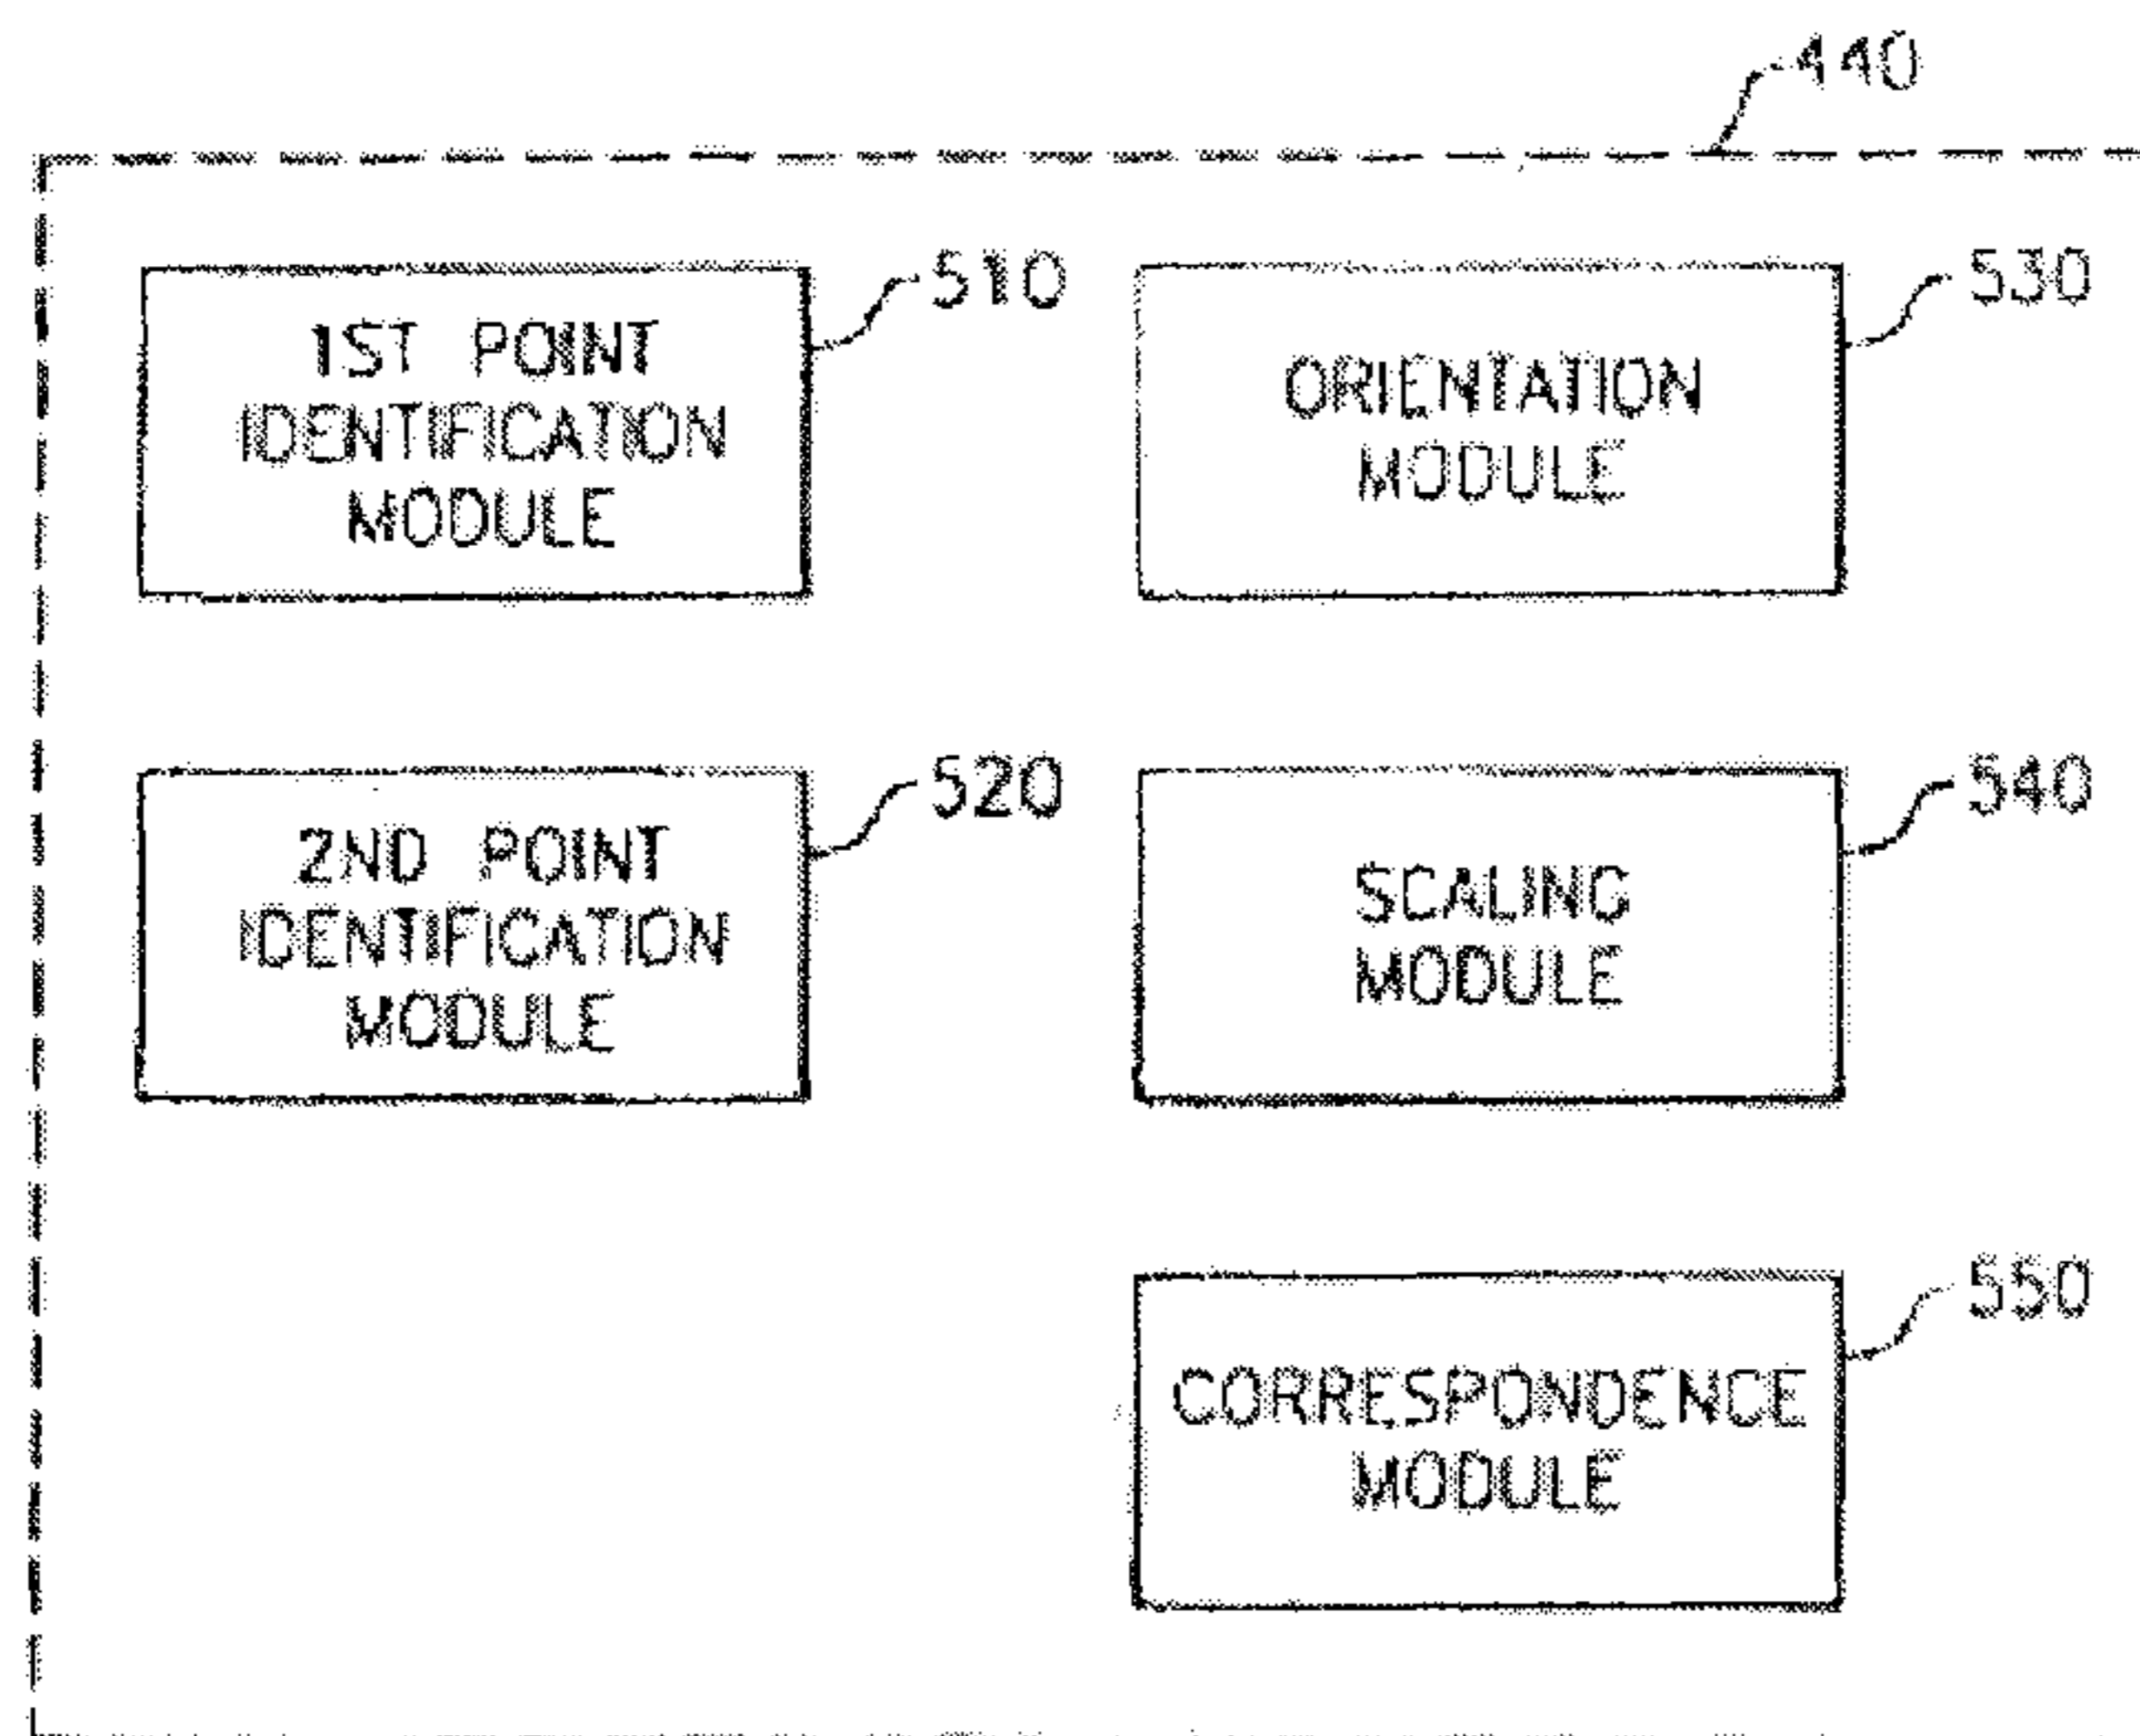 440
510
1ST POINT
IDENTIFICATION
MODULE
530
ORIENTATION
MODULE
520
2ND POINT
IDENTIFICATION
MODULE
540
SCALING
MODULE
550
CORRESPONDENCE
MODULE